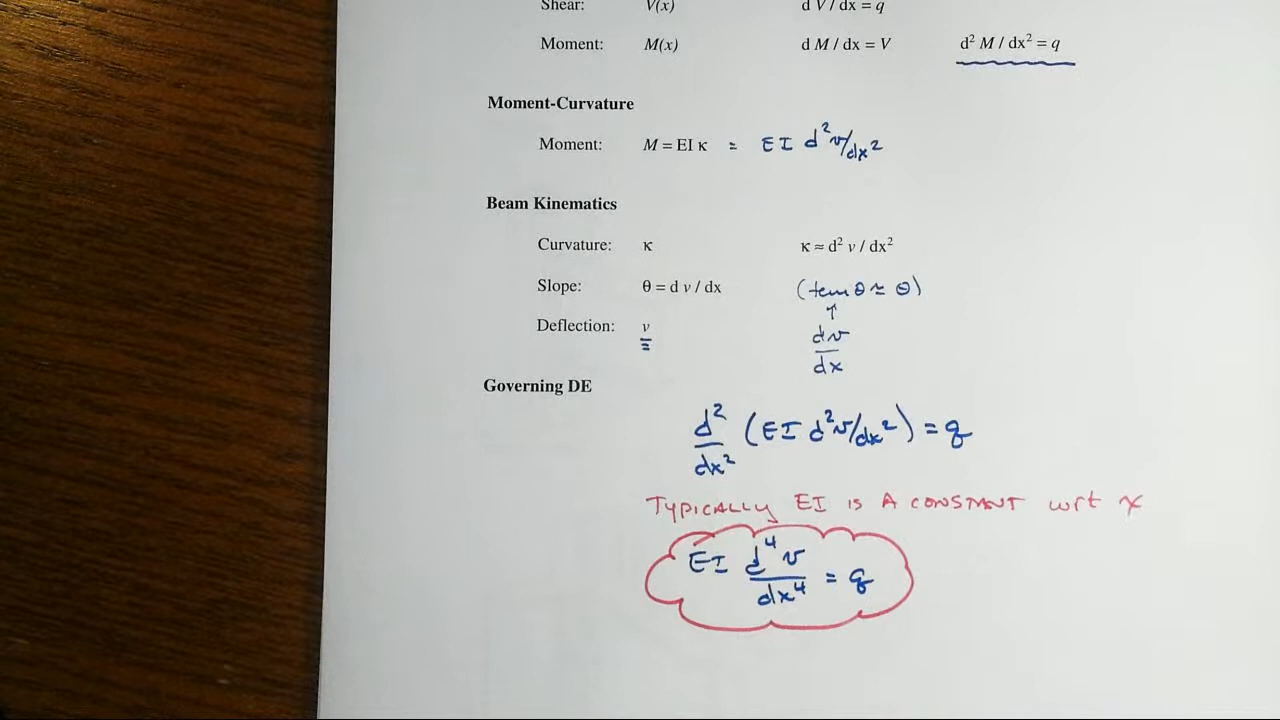 Shear: V(x) d V / dx = q
Moment: M(x) d M / dx = V d² M / dx² = q
Moment-Curvature
Moment: M = EI κ = EI d²v/dx²
Beam Kinematics
Curvature: κ κ ≈ d² v / dx²
Slope: θ = d v / dx (tan θ ≈ θ)
↑
Deflection: v dv/dx
Governing DE
d²/dx² (EI d²v/dx²) = q
TYPICALLY EI IS A CONSTANT wrt x
EI d⁴v/dx⁴ = q